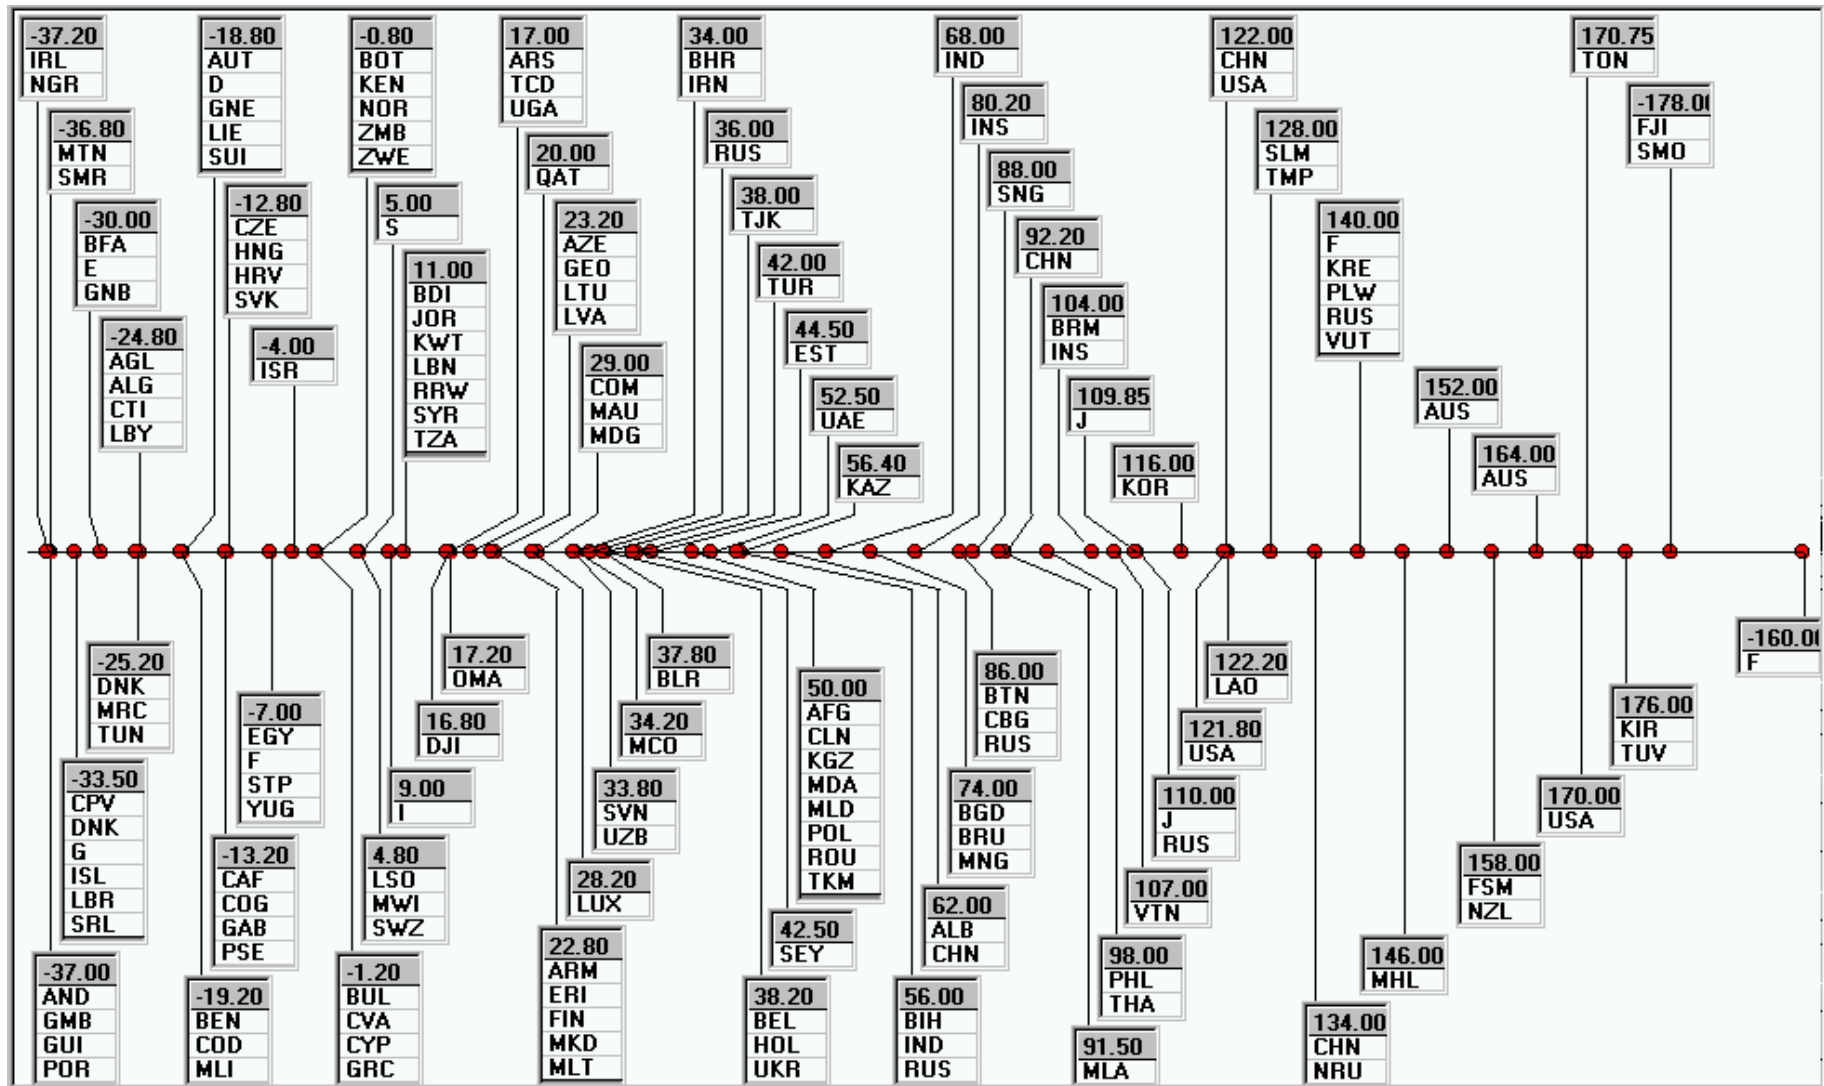 -37.20
IRL
NGR
-36.80
MTN
SMR
-30.00
BFA
E
GNB
-24.80
AGL
ALG
CTI
LBY
-18.80
AUT
D
GNE
LIE
SUI
-12.80
CZE
HNG
HRV
SVK
-4.00
ISR
-0.80
BOT
KEN
NOR
ZMB
ZWE
5.00
S
11.00
BDI
JOR
KWT
LBN
RRW
SYR
TZA
17.00
ARS
TCD
UGA
20.00
QAT
23.20
AZE
GEO
LTU
LVA
29.00
COM
MAU
MDG
34.00
BHR
IRN
36.00
RUS
38.00
TJK
42.00
TUR
44.50
EST
52.50
UAE
56.40
KAZ
68.00
IND
80.20
INS
88.00
SNG
92.20
CHN
104.00
BRM
INS
109.85
J
116.00
KOR
122.00
CHN
USA
128.00
SLM
TMP
140.00
F
KRE
PLW
RUS
VUT
152.00
AUS
164.00
AUS
170.75
TON
-178.0
FJI
SMO
-25.20
DNK
MRC
TUN
-33.50
CPV
DNK
G
ISL
LBR
SRL
-37.00
AND
GMB
GUI
POR
-7.00
EGY
F
STP
YUG
-13.20
CAF
COG
GAB
PSE
-19.20
BEN
COD
MLI
17.20
OMA
16.80
DJI
9.00
I
4.80
LSO
MWI
SWZ
-1.20
BUL
CVA
CYP
GRC
37.80
BLR
34.20
MCO
33.80
SVN
UZB
28.20
LUX
22.80
ARM
ERI
FIN
MKD
MLT
50.00
AFG
CLN
KGZ
MDA
MLD
POL
ROU
TKM
42.50
SEY
38.20
BEL
HOL
UKR
86.00
BTN
CBG
RUS
74.00
BGD
BRU
MNG
62.00
ALB
CHN
56.00
BIH
IND
RUS
122.20
LAO
121.80
USA
110.00
J
RUS
107.00
VTN
98.00
PHL
THA
91.50
MLA
-160.0
F
176.00
KIR
TUV
170.00
USA
158.00
FSM
NZL
146.00
MHL
134.00
CHN
NRU